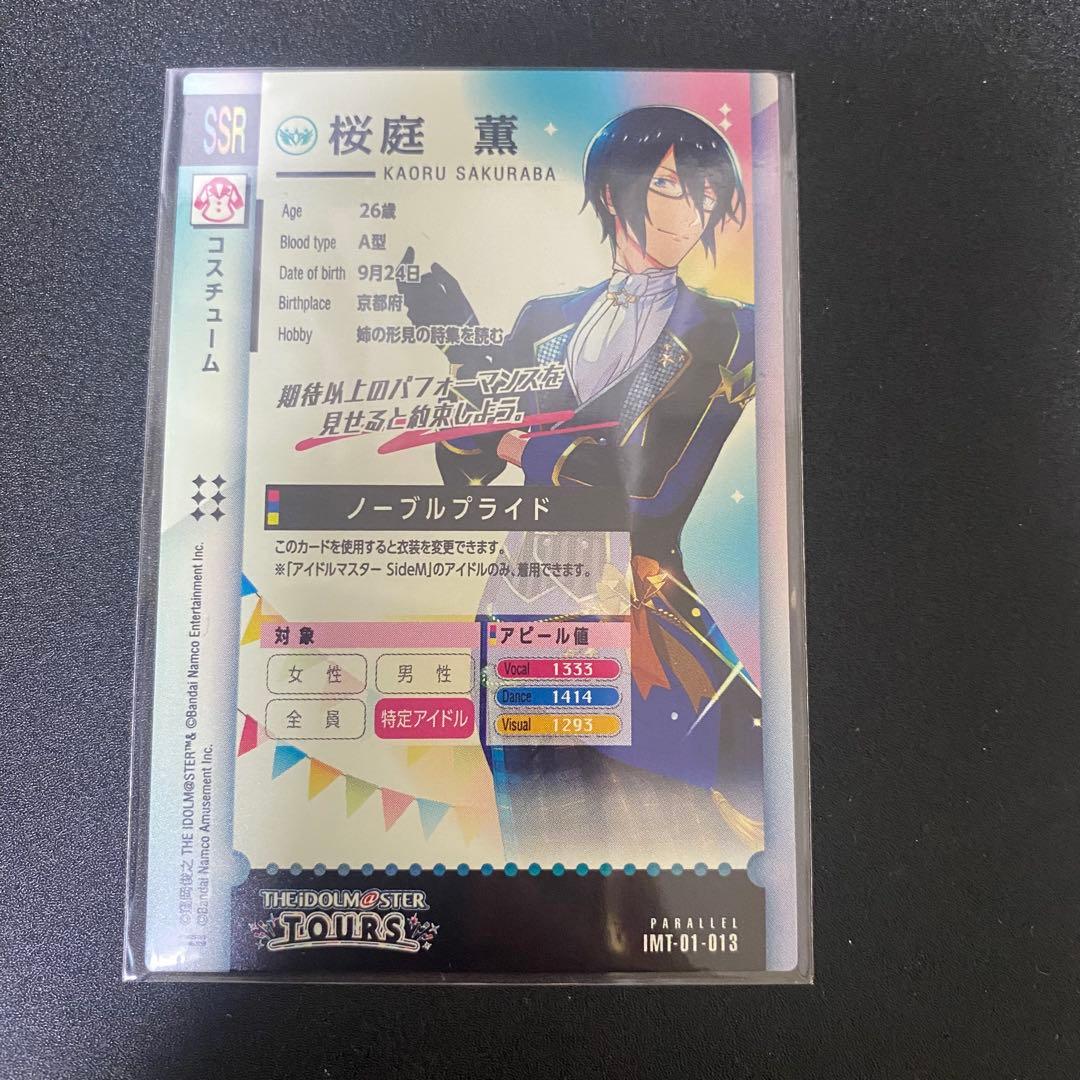 SSR
コスチューム
桜庭 薫
KAORU SAKURABA
Age 26歳
Blood type A型
Date of birth 9月24日
Birthplace 京都府
Hobby 姉の形見の詩集を読む
期待以上のパフォーマンスを
見せると約束しよう。
ノーブルプライド
このカードを使用すると衣装を変更できます。
※「アイドルマスター SideM」のアイドルのみ、着用できます。
対象
女性
男性
全員
特定アイドル
アピール値
Vocal 1333
Dance 1414
Visual 1293
©窪岡俊之 THE IDOLM@STER™& ©Bandai Namco Entertainment Inc.
©Bandai Namco Amusement Inc.
THE iDOLM@STER
TOURS
PARALLEL
IMT-01-013